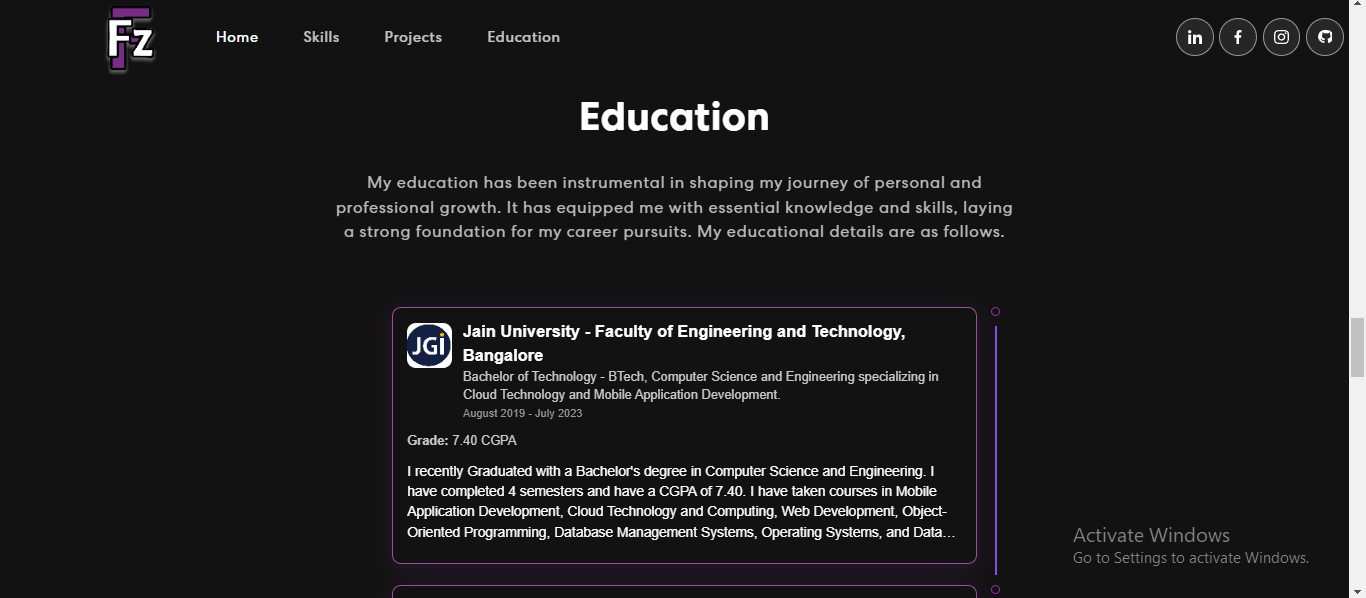 Fz
Home Skills Projects Education
in f
Education
My education has been instrumental in shaping my journey of personal and
professional growth. It has equipped me with essential knowledge and skills, laying
a strong foundation for my career pursuits. My educational details are as follows.
JGi
Jain University - Faculty of Engineering and Technology,
Bangalore
Bachelor of Technology - BTech, Computer Science and Engineering specializing in
Cloud Technology and Mobile Application Development.
August 2019 - July 2023
Grade: 7.40 CGPA
I recently Graduated with a Bachelor's degree in Computer Science and Engineering. I
have completed 4 semesters and have a CGPA of 7.40. I have taken courses in Mobile
Application Development, Cloud Technology and Computing, Web Development, Object-
Oriented Programming, Database Management Systems, Operating Systems, and Data...
Activate Windows
Go to Settings to activate Windows.